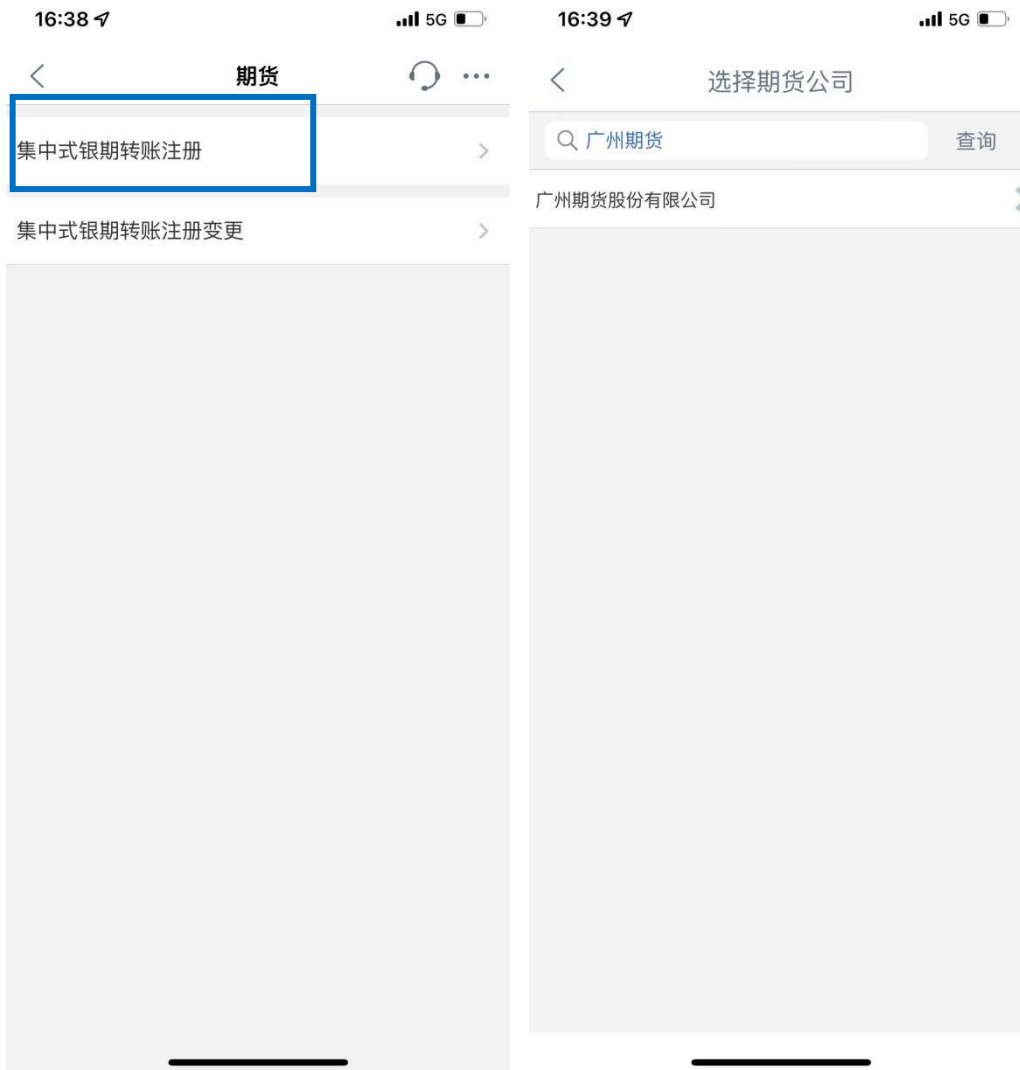 16:38
5G
期货
集中式银期转账注册
集中式银期转账注册变更
16:39
5G
选择期货公司
广州期货
查询
广州期货股份有限公司